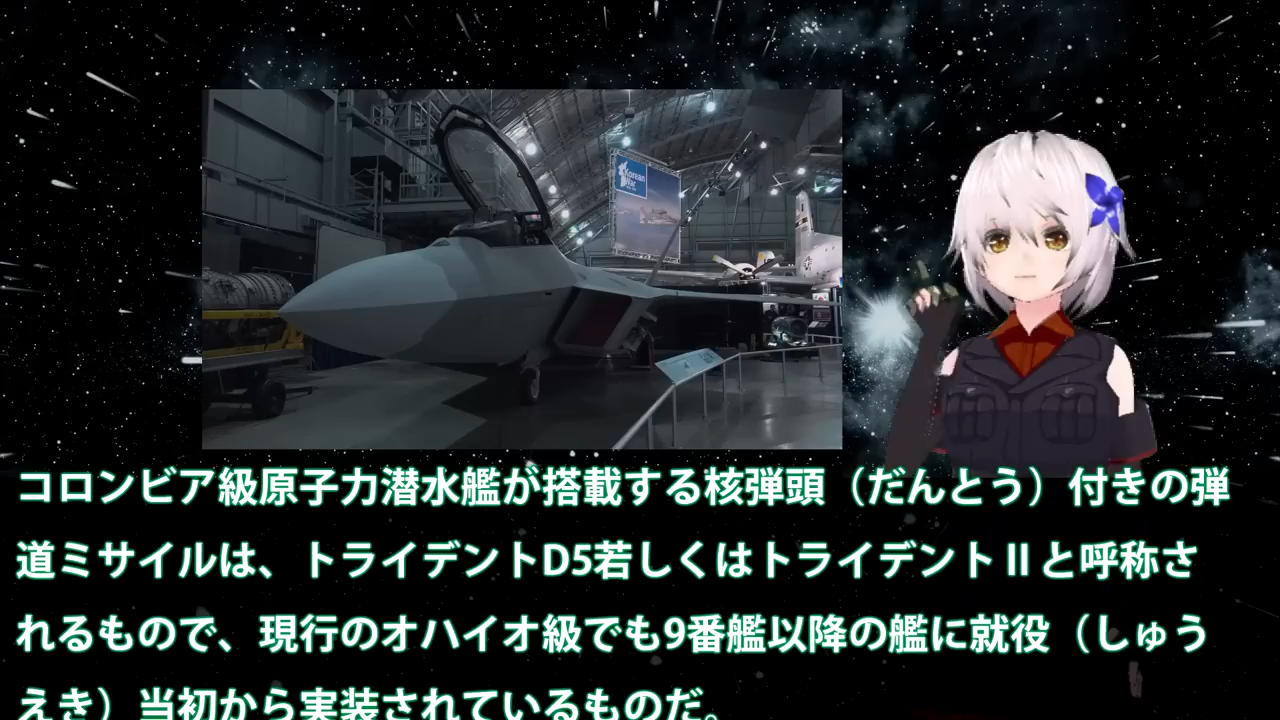 Korean
War
コロンビア級原子力潜水艦が搭載する核弾頭（だんとう）付きの弾
道ミサイルは、トライデントD5若しくはトライデントⅡと呼称さ
れるもので、現行のオハイオ級でも9番艦以降の艦に就役（しゅう
えき）当初から実装されているものだ。